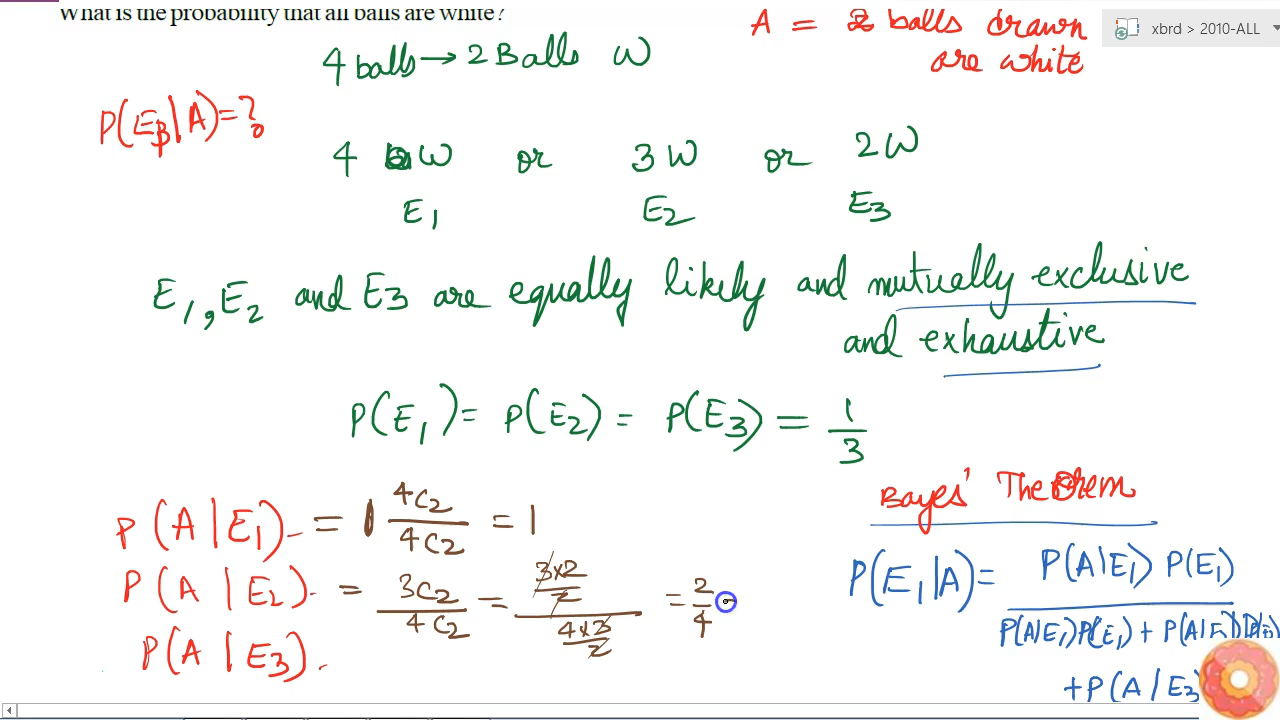 What is the probability that all balls are white?
xbrd > 2010-ALL
A = 2 balls drawn
are white
4 balls → 2 Balls W
P(E | A) = ?
4 W or 3 W or 2 W
E1 E2 E3
E1, E2 and E3 are equally likely and mutually exclusive
and exhaustive
P(E1) = P(E2) = P(E3) = 1/3
Bayes' Theorem
P(A | E1) = 4C2/4C2 = 1
P(A | E2) = 3C2/4C2 = (3×2/2)/(4×3/2) = 2/4
P(A | E3)
P(E1 | A) = P(A|E1) P(E1)
P(A|E1) P(E1) + P(A|
+ P(A | E3